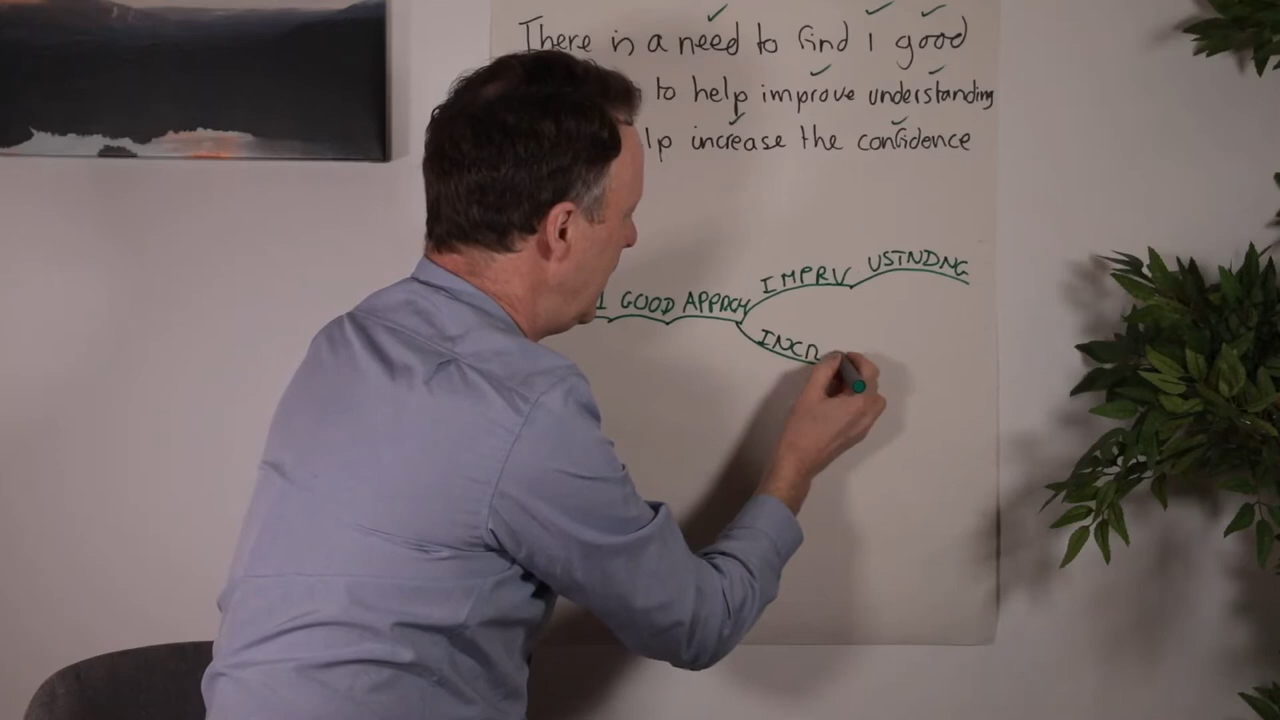 There is a need to find 1 good
to help improve understanding
lp increase the confidence
1 GOOD APPRCH
IMPRV USTNDNG
INCR